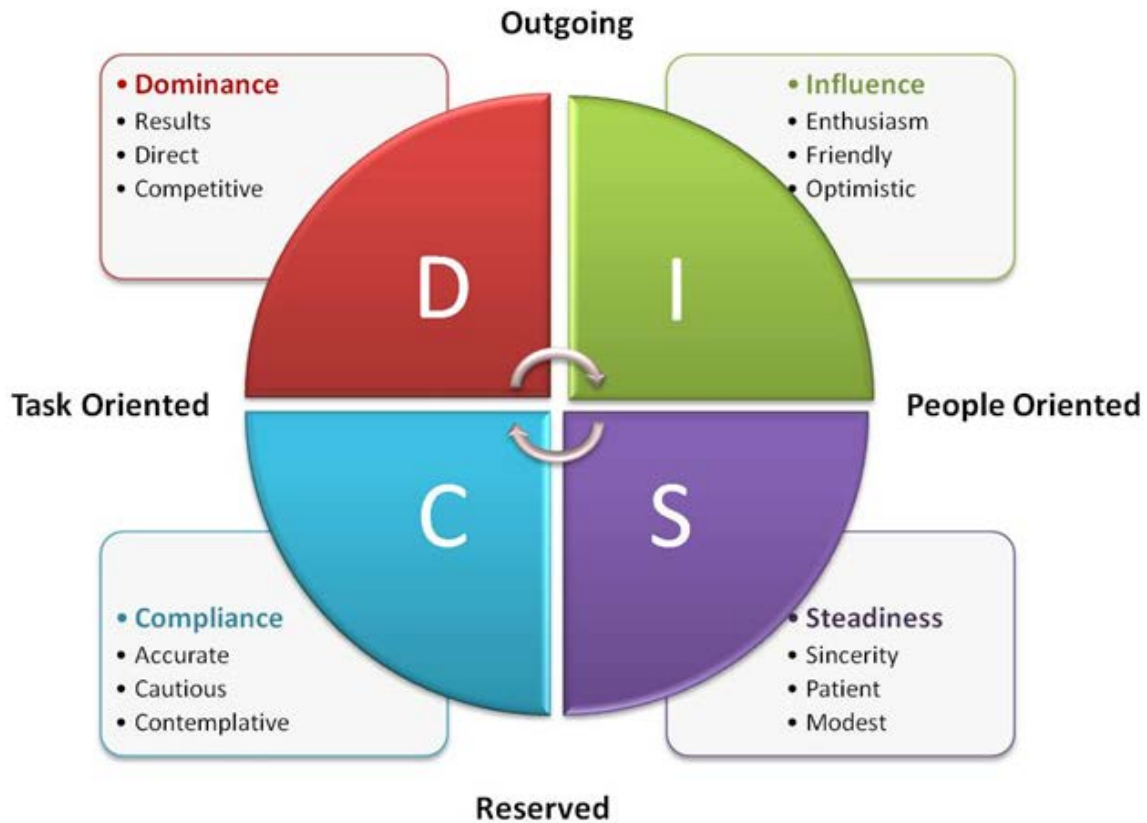 Outgoing
• Dominance
• Results
• Direct
• Competitive
• Influence
• Enthusiasm
• Friendly
• Optimistic
D
I
Task Oriented
People Oriented
C
S
• Compliance
• Accurate
• Cautious
• Contemplative
• Steadiness
• Sincerity
• Patient
• Modest
Reserved